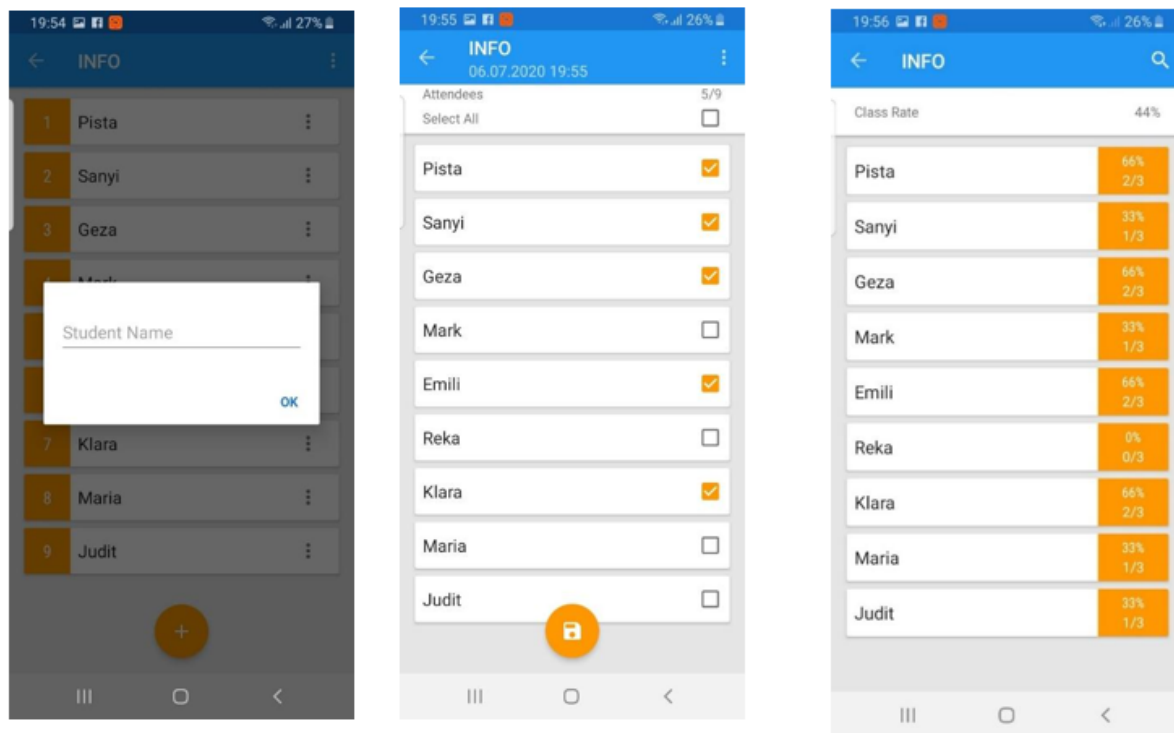 19:54
27%
INFO
1 Pista
2 Sanyi
3 Geza
Student Name
OK
7 Klara
8 Maria
9 Judit
+
19:55
26%
INFO
06.07.2020 19:55
Attendees 5/9
Select All
Pista
Sanyi
Geza
Mark
Emili
Reka
Klara
Maria
Judit
19:56
26%
INFO
Class Rate 44%
Pista 66%
2/3
Sanyi 33%
1/3
Geza 66%
2/3
Mark 33%
1/3
Emili 66%
2/3
Reka 0%
0/3
Klara 66%
2/3
Maria 33%
1/3
Judit 33%
1/3